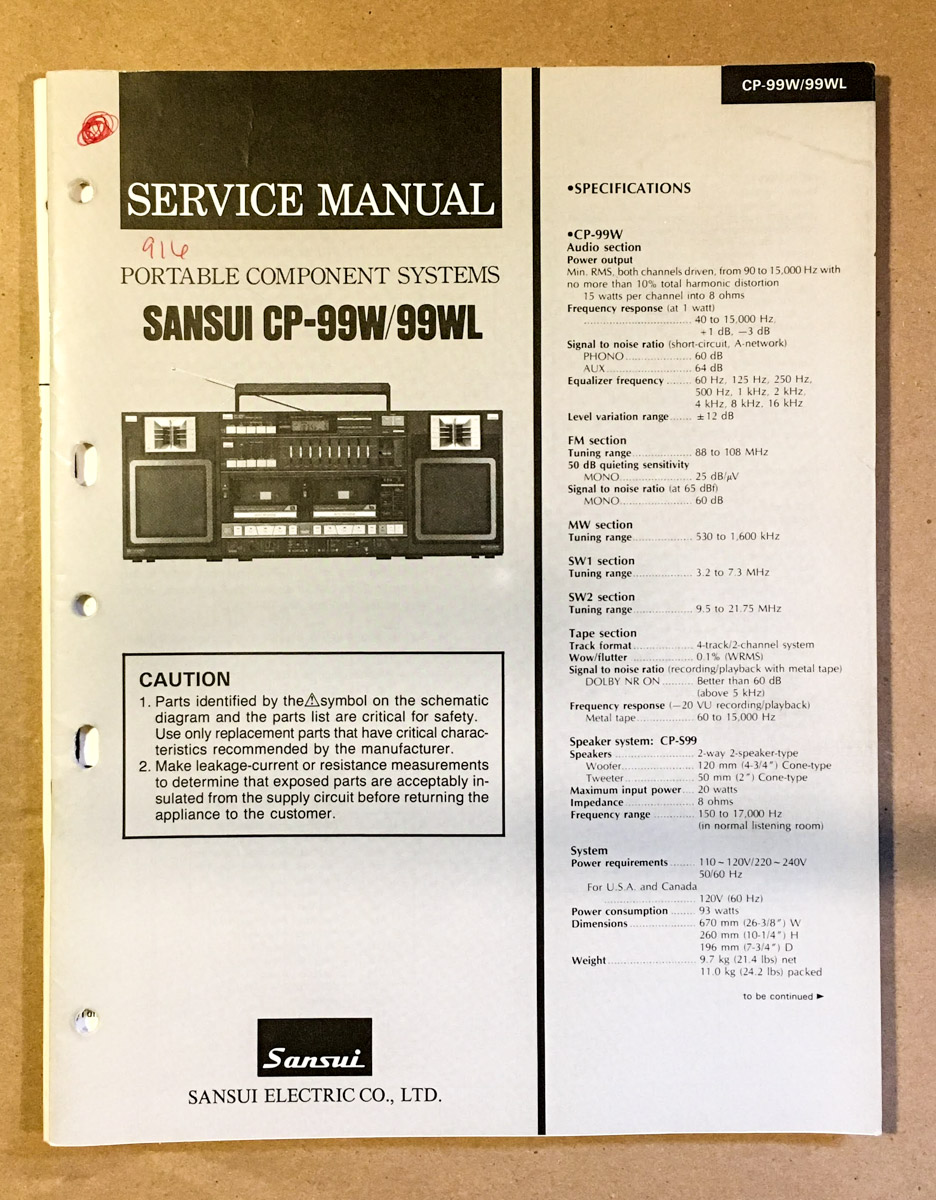 CP-99W/99WL
SERVICE MANUAL
916
PORTABLE COMPONENT SYSTEMS
SANSUI CP-99W/99WL
CAUTION
1. Parts identified by the⚠symbol on the schematic
diagram and the parts list are critical for safety.
Use only replacement parts that have critical charac-
teristics recommended by the manufacturer.
2. Make leakage-current or resistance measurements
to determine that exposed parts are acceptably in-
sulated from the supply circuit before returning the
appliance to the customer.
Sansui
SANSUI ELECTRIC CO., LTD.
•SPECIFICATIONS
•CP-99W
Audio section
Power output
Min. RMS, both channels driven, from 90 to 15,000 Hz with
no more than 10% total harmonic distortion
15 watts per channel into 8 ohms
Frequency response (at 1 watt)
.............................. 40 to 15,000 Hz,
+1 dB, −3 dB
Signal to noise ratio (short-circuit, A-network)
PHONO .................. 60 dB
AUX ....................... 64 dB
Equalizer frequency ....... 60 Hz, 125 Hz, 250 Hz,
500 Hz, 1 kHz, 2 kHz,
4 kHz, 8 kHz, 16 kHz
Level variation range ...... ±12 dB
FM section
Tuning range ................. 88 to 108 MHz
50 dB quieting sensitivity
MONO .................... 25 dB/μV
Signal to noise ratio (at 65 dBf)
MONO .................... 60 dB
MW section
Tuning range ................. 530 to 1,600 kHz
SW1 section
Tuning range ................. 3.2 to 7.3 MHz
SW2 section
Tuning range ................. 9.5 to 21.75 MHz
Tape section
Track format .................. 4-track/2-channel system
Wow/flutter .................. 0.1% (WRMS)
Signal to noise ratio (recording/playback with metal tape)
DOLBY NR ON ......... Better than 60 dB
(above 5 kHz)
Frequency response (−20 VU recording/playback)
Metal tape ................ 60 to 15,000 Hz
Speaker system: CP-S99
Speakers ....................... 2-way 2-speaker-type
Woofer .................... 120 mm (4-3/4") Cone-type
Tweeter ................... 50 mm (2") Cone-type
Maximum input power ... 20 watts
Impedance .................... 8 ohms
Frequency range ............ 150 to 17,000 Hz
(in normal listening room)
System
Power requirements ....... 110~120V/220~240V
50/60 Hz
For U.S.A. and Canada
......................... 120V (60 Hz)
Power consumption ....... 93 watts
Dimensions ................... 670 mm (26-3/8") W
260 mm (10-1/4") H
196 mm (7-3/4") D
Weight ......................... 9.7 kg (21.4 lbs) net
11.0 kg (24.2 lbs) packed
to be continued ►